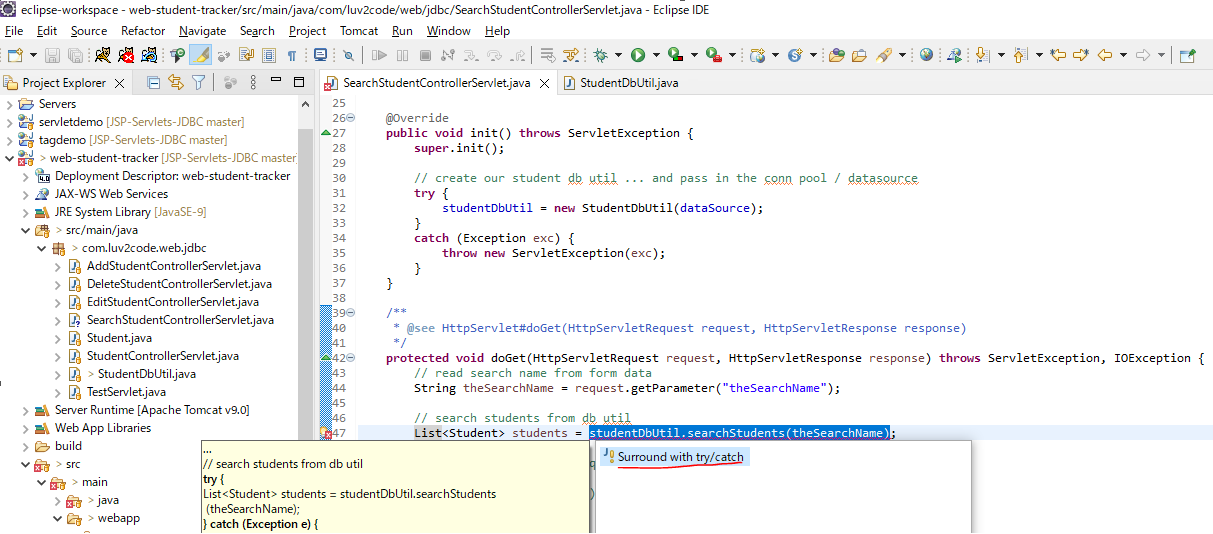 eclipse-workspace - web-student-tracker/src/main/java/com/luv2code/web/jdbc/SearchStudentControllerServlet.java - Eclipse IDE
File Edit Source Refactor Navigate Search Project Tomcat Run Window Help
Project Explorer
SearchStudentControllerServlet.java
StudentDbUtil.java
Servers
servletdemo [JSP-Servlets-JDBC master]
tagdemo [JSP-Servlets-JDBC master]
> web-student-tracker [JSP-Servlets-JDBC master
Deployment Descriptor: web-student-tracker
JAX-WS Web Services
JRE System Library [JavaSE-9]
> src/main/java
> com.luv2code.web.jdbc
AddStudentControllerServlet.java
DeleteStudentControllerServlet.java
EditStudentControllerServlet.java
SearchStudentControllerServlet.java
Student.java
StudentControllerServlet.java
> StudentDbUtil.java
TestServlet.java
Server Runtime [Apache Tomcat v9.0]
Web App Libraries
build
> src
> main
> java
> webapp
25
26 @Override
27 public void init() throws ServletException {
28 super.init();
29
30 // create our student db util ... and pass in the conn pool / datasource
31 try {
32 studentDbUtil = new StudentDbUtil(dataSource);
33 }
34 catch (Exception exc) {
35 throw new ServletException(exc);
36 }
37 }
38
39 /**
40 * @see HttpServlet#doGet(HttpServletRequest request, HttpServletResponse response)
41 */
42 protected void doGet(HttpServletRequest request, HttpServletResponse response) throws ServletException, IOException {
43 // read search name from form data
44 String theSearchName = request.getParameter("theSearchName");
45
46 // search students from db util
47 List<Student> students = studentDbUtil.searchStudents(theSearchName);
...
// search students from db util
try {
List<Student> students = studentDbUtil.searchStudents
(theSearchName);
} catch (Exception e) {
Surround with try/catch